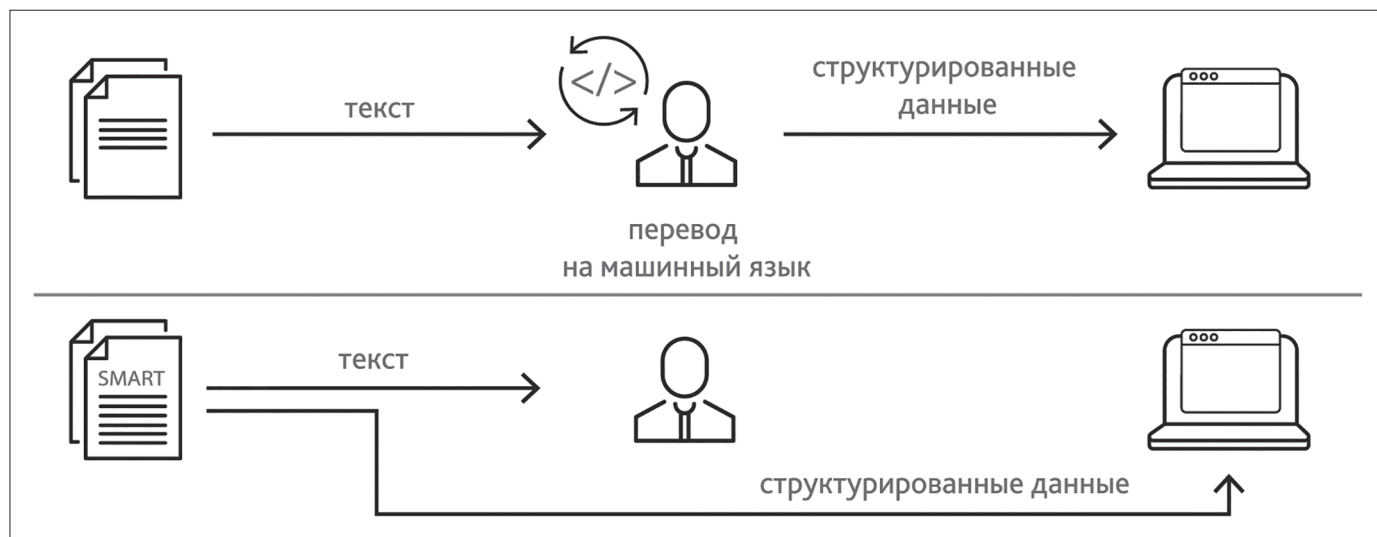 текст
</>
структурированные
данные
перевод
на машинный язык
SMART
текст
структурированные данные